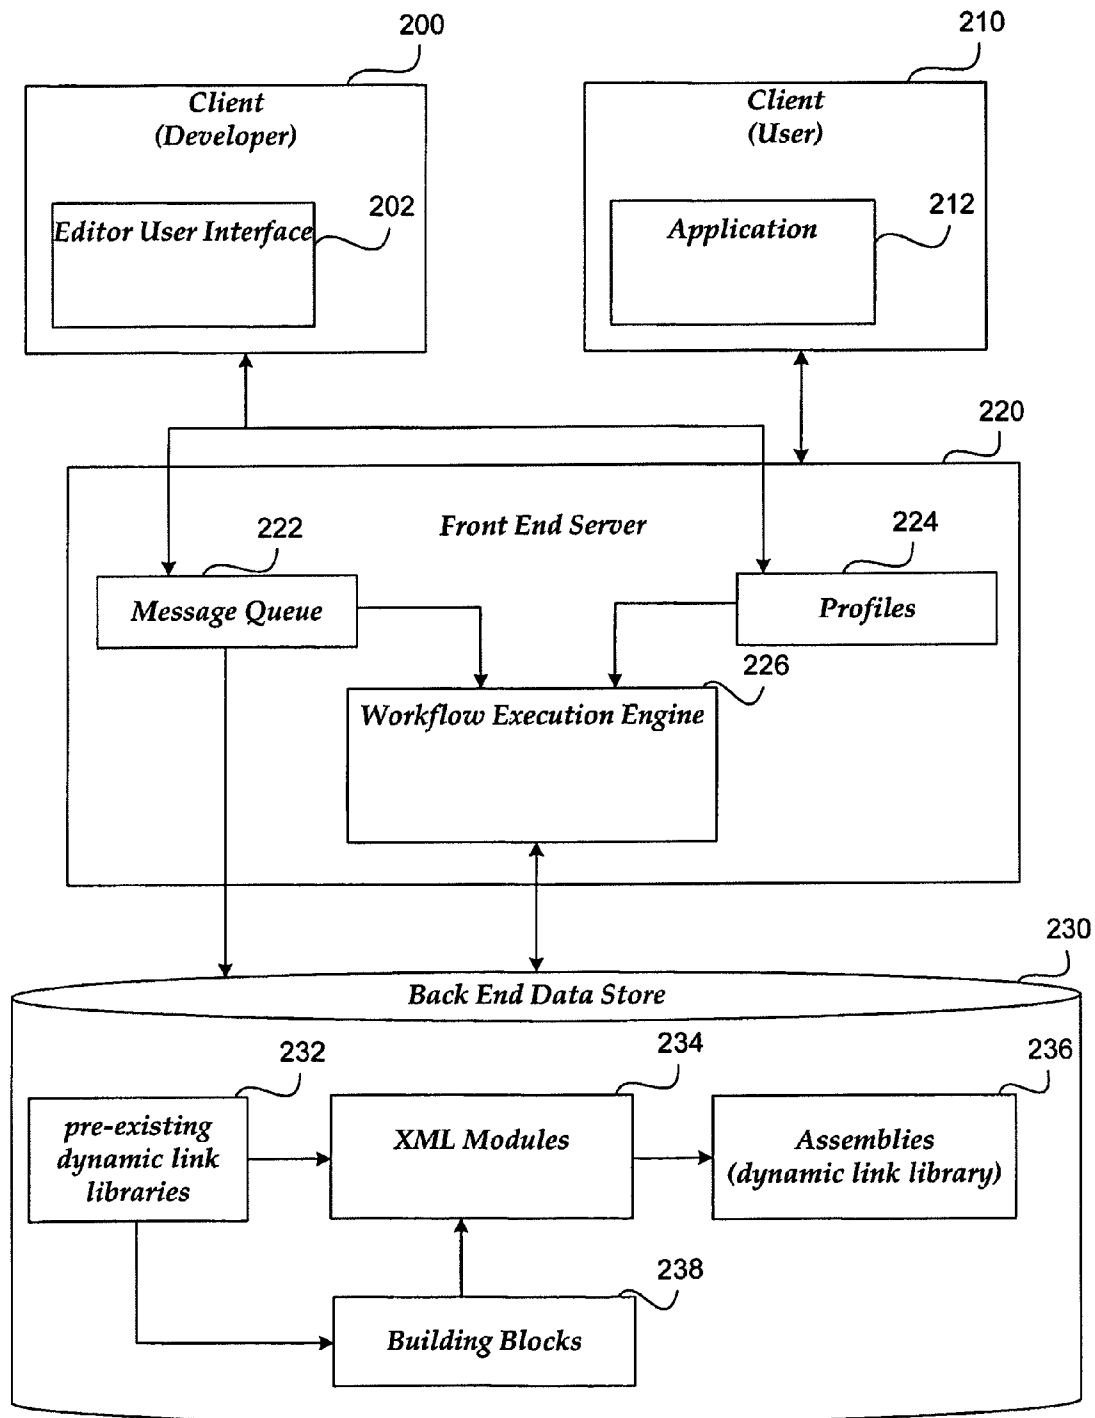 200
210
Client
(Developer)
Client
(User)
202
Editor User Interface
212
Application
220
Front End Server
222
Message Queue
224
Profiles
226
Workflow Execution Engine
230
Back End Data Store
232
pre-existing
dynamic link
libraries
234
XML Modules
236
Assemblies
(dynamic link library)
238
Building Blocks